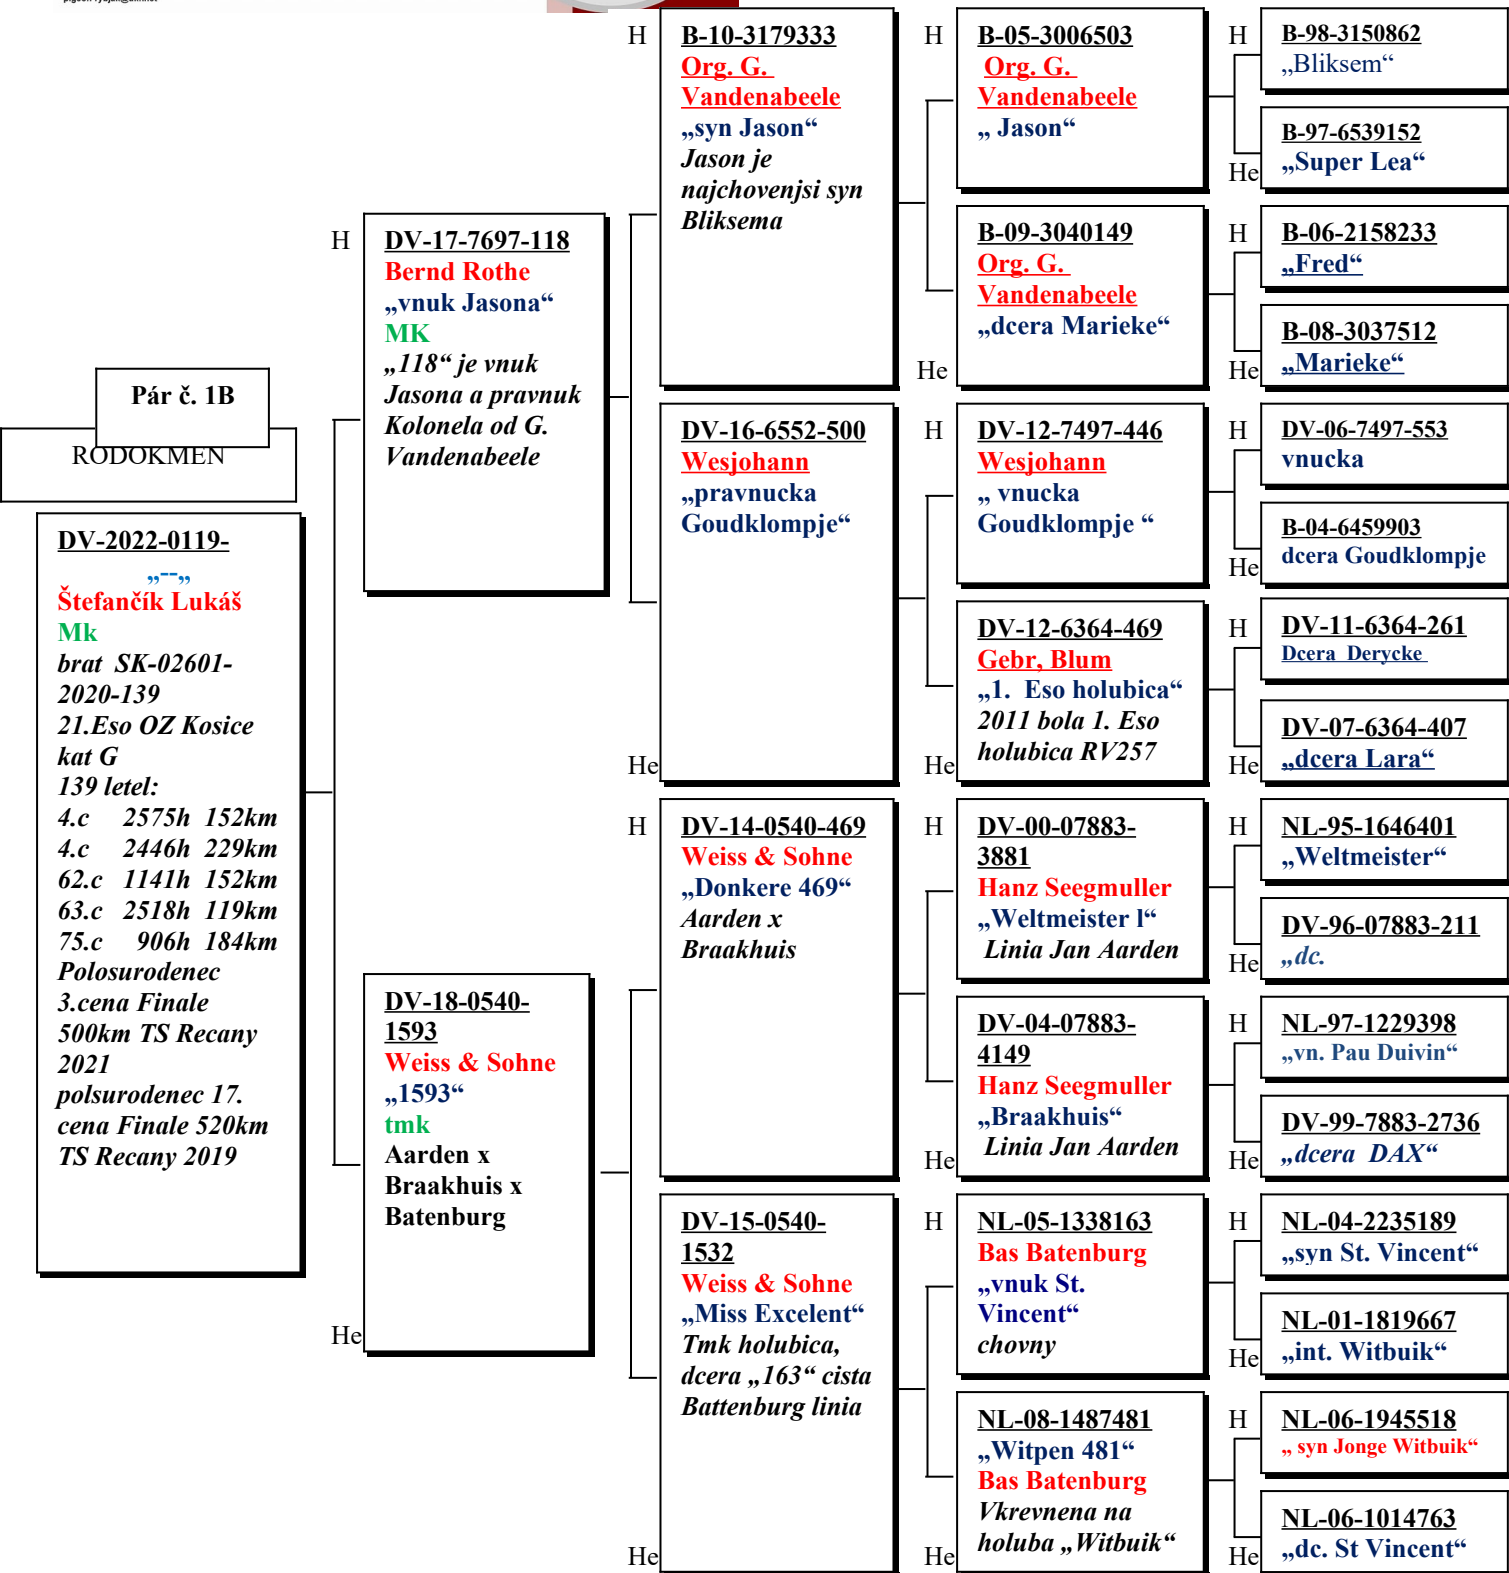 Pár č. 1B
RODOKMEN
DV-2022-0119-
„--„
Štefančík Lukáš
Mk
brat SK-02601-
2020-139
21.Eso OZ Kosice
kat G
139 letel:
4.c 2575h 152km
4.c 2446h 229km
62.c 1141h 152km
63.c 2518h 119km
75.c 906h 184km
Polosurodenec
3.cena Finale
500km TS Recany
2021
polsurodenec 17.
cena Finale 520km
TS Recany 2019
H
DV-17-7697-118
Bernd Rothe
„vnuk Jasona“
MK
„118“ je vnuk
Jasona a pravnuk
Kolonela od G.
Vandenabeele
He
DV-18-0540-
1593
Weiss & Sohne
„1593“
tmk
Aarden x
Braakhuis x
Batenburg
H
B-10-3179333
Org. G.
Vandenabeele
„syn Jason“
Jason je
najchovenjsi syn
Bliksema
He
DV-16-6552-500
Wesjohann
„pravnucka
Goudklompje“
H
DV-14-0540-469
Weiss & Sohne
„Donkere 469“
Aarden x
Braakhuis
He
DV-15-0540-
1532
Weiss & Sohne
„Miss Excelent“
Tmk holubica,
dcera „163“ cista
Battenburg linia
H
B-05-3006503
Org. G.
Vandenabeele
„ Jason“
He
B-09-3040149
Org. G.
Vandenabeele
„dcera Marieke“
H
DV-12-7497-446
Wesjohann
„ vnucka
Goudklompje “
He
DV-12-6364-469
Gebr, Blum
„1. Eso holubica“
2011 bola 1. Eso
holubica RV257
H
DV-00-07883-
3881
Hanz Seegmuller
„Weltmeister l“
Linia Jan Aarden
He
DV-04-07883-
4149
Hanz Seegmuller
„Braakhuis“
Linia Jan Aarden
H
NL-05-1338163
Bas Batenburg
„vnuk St.
Vincent“
chovny
He
NL-08-1487481
„Witpen 481“
Bas Batenburg
Vkrevnena na
holuba „Witbuik“
H
B-98-3150862
„Bliksem“
He
B-97-6539152
„Super Lea“
H
B-06-2158233
„Fred“
He
B-08-3037512
„Marieke“
H
DV-06-7497-553
vnucka
He
B-04-6459903
dcera Goudklompje
H
DV-11-6364-261
Dcera Derycke
He
DV-07-6364-407
„dcera Lara“
H
NL-95-1646401
„Weltmeister“
He
DV-96-07883-211
„dc.
H
NL-97-1229398
„vn. Pau Duivin“
He
DV-99-7883-2736
„dcera DAX“
H
NL-04-2235189
„syn St. Vincent“
He
NL-01-1819667
„int. Witbuik“
H
NL-06-1945518
„ syn Jonge Witbuik“
He
NL-06-1014763
„dc. St Vincent“